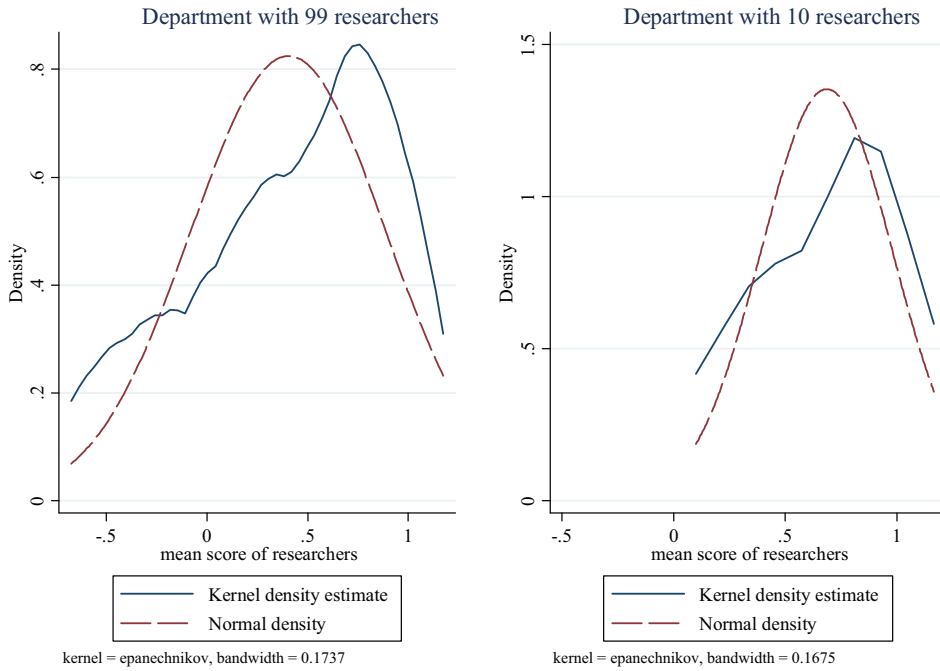 Department with 99 researchers
.8
.6
.4
.2
0
Density
-.5 0 .5 1
mean score of researchers
Kernel density estimate
Normal density
kernel = epanechnikov, bandwidth = 0.1737
Department with 10 researchers
1.5
1
.5
0
Density
-.5 0 .5 1
mean score of researchers
Kernel density estimate
Normal density
kernel = epanechnikov, bandwidth = 0.1675